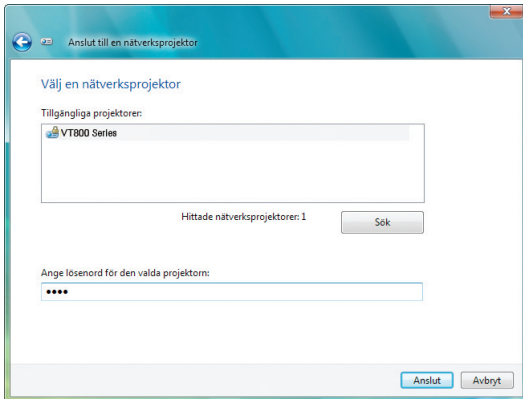 Anslut till en nätverksprojektor
Välj en nätverksprojektor
Tillgängliga projektorer:
VT800 Series
Hittade nätverksprojektorer: 1
Sök
Ange lösenord för den valda projektorn:
••••
Anslut
Avbryt